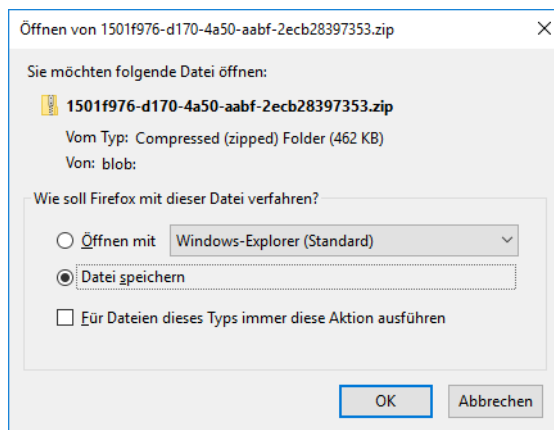 Öffnen von 1501f976-d170-4a50-aabf-2ecb28397353.zip
Sie möchten folgende Datei öffnen:
1501f976-d170-4a50-aabf-2ecb28397353.zip
Vom Typ: Compressed (zipped) Folder (462 KB)
Von: blob:
Wie soll Firefox mit dieser Datei verfahren?
Öffnen mit Windows-Explorer (Standard)
Datei speichern
Für Dateien dieses Typs immer diese Aktion ausführen
OK Abbrechen